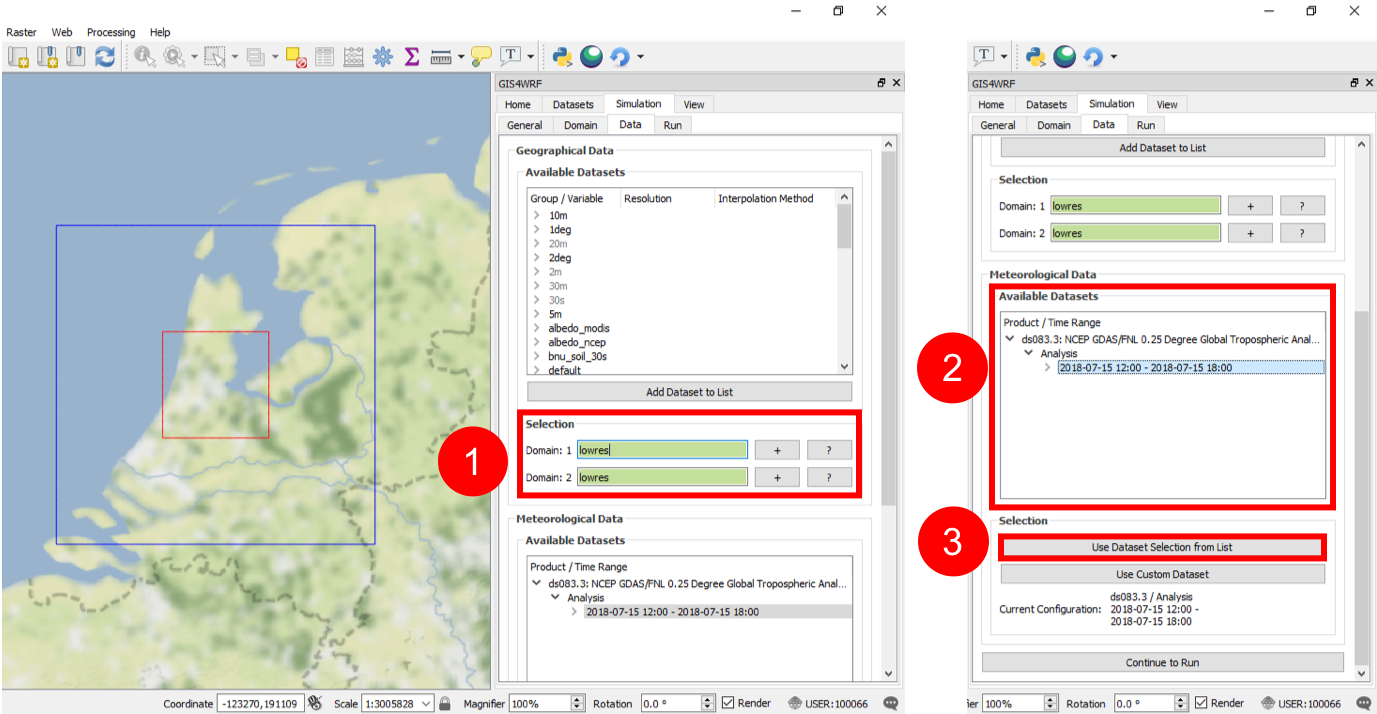 Raster Web Processing Help
GIS4WRF
Home Datasets Simulation View
General Domain Data Run
Geographical Data
Available Datasets
Group / Variable Resolution Interpolation Method
10m
1deg
20m
2deg
2m
30m
30s
5m
albedo_modis
albedo_ncep
bnu_soil_30s
default
Add Dataset to List
1
Selection
Domain: 1 lowres + ?
Domain: 2 lowres + ?
Meteorological Data
Available Datasets
Product / Time Range
ds083.3: NCEP GDAS/FNL 0.25 Degree Global Tropospheric Anal...
Analysis
2018-07-15 12:00 - 2018-07-15 18:00
Coordinate -123270,191109 Scale 1:3005828 Magnifier 100% Rotation 0.0 ° Render USER:100066
T
GIS4WRF
Home Datasets Simulation View
General Domain Data Run
Add Dataset to List
Selection
Domain: 1 lowres + ?
Domain: 2 lowres + ?
Meteorological Data
2
Available Datasets
Product / Time Range
ds083.3: NCEP GDAS/FNL 0.25 Degree Global Tropospheric Anal...
Analysis
2018-07-15 12:00 - 2018-07-15 18:00
Selection
3
Use Dataset Selection from List
Use Custom Dataset
Current Configuration:
ds083.3 / Analysis
2018-07-15 12:00 -
2018-07-15 18:00
Continue to Run
ier 100% Rotation 0.0 ° Render USER:100066